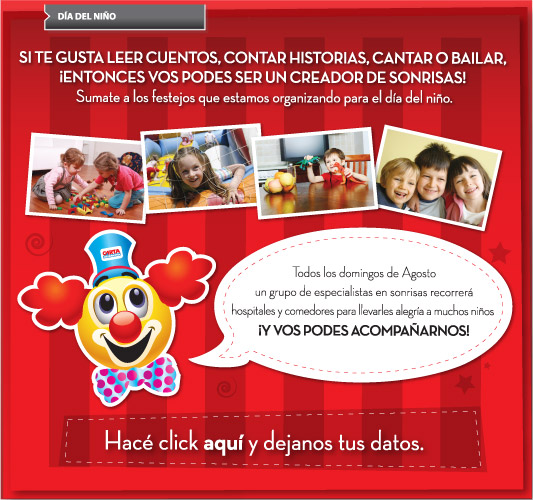 DÍA DEL NIÑO
SI TE GUSTA LEER CUENTOS, CONTAR HISTORIAS, CANTAR O BAILAR,
¡ENTONCES VOS PODES SER UN CREADOR DE SONRISAS!
Sumate a los festejos que estamos organizando para el día del niño.
Todos los domingos de Agosto
un grupo de especialistas en sonrisas recorrerá
hospitales y comedores para llevarles alegría a muchos niños
¡Y VOS PODES ACOMPAÑARNOS!
Hacé click aquí y dejanos tus datos.